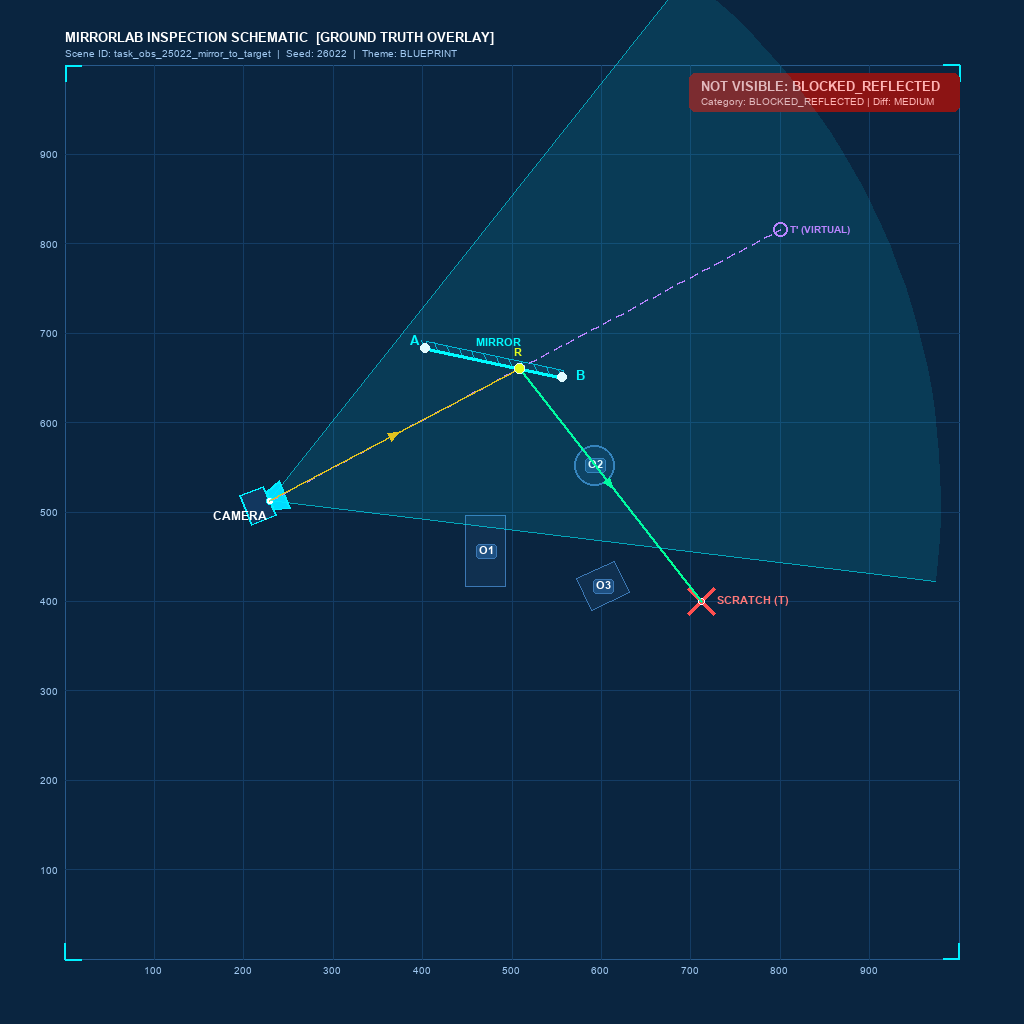 MIRRORLAB INSPECTION SCHEMATIC  [GROUND TRUTH OVERLAY]
Scene ID: task_obs_25022_mirror_to_target  |  Seed: 26022  |  Theme: BLUEPRINT
NOT VISIBLE: BLOCKED_REFLECTED
Category: BLOCKED_REFLECTED | Diff: MEDIUM
900
800
T' (VIRTUAL)
700
A
MIRROR
R
B
600
O2
500
CAMERA
O1
O3
400
SCRATCH (T)
300
200
100
100 200 300 400 500 600 700 800 900